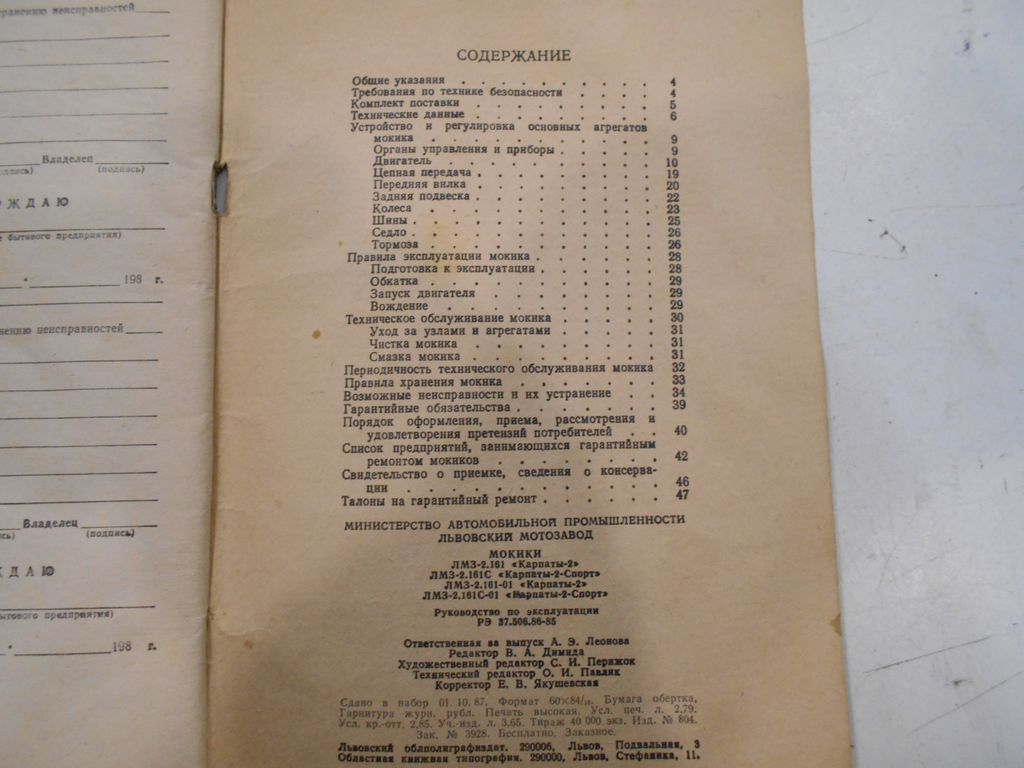 ранению неисправностей
Владелец
(подпись)
ЖДАЮ
бытового предприятия)
198 г.
нению неисправностей
Владелец
(подпись)
ЖДАЮ
бытового предприятия)
198 г.
СОДЕРЖАНИЕ
Общие указания . . . . . . . . . 4
Требования по технике безопасности . . . . 4
Комплект поставки . . . . . . . . . 5
Технические данные . . . . . . . . . 6
Устройство и регулировка основных агрегатов
мокика . . . . . . . . . . . 9
Органы управления и приборы . . . . . 9
Двигатель . . . . . . . . . . 10
Цепная передача . . . . . . . . . 19
Передняя вилка . . . . . . . . . 20
Задняя подвеска . . . . . . . . . 22
Колеса . . . . . . . . . . . 23
Шины . . . . . . . . . . . . 25
Седло . . . . . . . . . . . . 26
Тормоза . . . . . . . . . . . 26
Правила эксплуатации мокика . . . . . . 28
Подготовка к эксплуатации . . . . . . 28
Обкатка . . . . . . . . . . . 29
Запуск двигателя . . . . . . . . 29
Вождение . . . . . . . . . . 29
Техническое обслуживание мокика . . . . . 30
Уход за узлами и агрегатами . . . . . 31
Чистка мокика . . . . . . . . . 31
Смазка мокика . . . . . . . . . 31
Периодичность технического обслуживания мокика 32
Правила хранения мокика . . . . . . . 33
Возможные неисправности и их устранение . . 34
Гарантийные обязательства . . . . . . . 39
Порядок оформления, приема, рассмотрения и
удовлетворения претензий потребителей . . 40
Список предприятий, занимающихся гарантийным
ремонтом мокиков . . . . . . . . 42
Свидетельство о приемке, сведения о консерва-
ции . . . . . . . . . . . . 46
Талоны на гарантийный ремонт . . . . . . 47
МИНИСТЕРСТВО АВТОМОБИЛЬНОЙ ПРОМЫШЛЕННОСТИ
ЛЬВОВСКИЙ МОТОЗАВОД
МОКИКИ
ЛМЗ-2.161 «Карпаты-2»
ЛМЗ-2.161С «Карпаты-2-Спорт»
ЛМЗ-2.161-01 «Карпаты-2»
ЛМЗ-2.161С-01 «Карпаты-2-Спорт»
Руководство по эксплуатации
РЭ 37.506.86-85
Ответственная за выпуск А. Э. Леонова
Редактор В. А. Димида
Художественный редактор С. И. Перижок
Технический редактор О. И. Павлик
Корректор Е. В. Якушевская
Сдано в набор 01. 10. 87. Формат 60×84/₁₆. Бумага обертка,
Гарнитура журн. рубл. Печать высокая. Усл. печ. л. 2,79.
Усл. кр.-отт. 2,85. Уч.-изд. л. 3,65. Тираж 40 000 экз. Изд. № 804.
Зак. № 3928. Бесплатно. Заказное.
Львовский облполиграфиздат. 290006, Львов, Подвальная, 3
Областная книжная типография. 290000, Львов, Стефаника, 11.